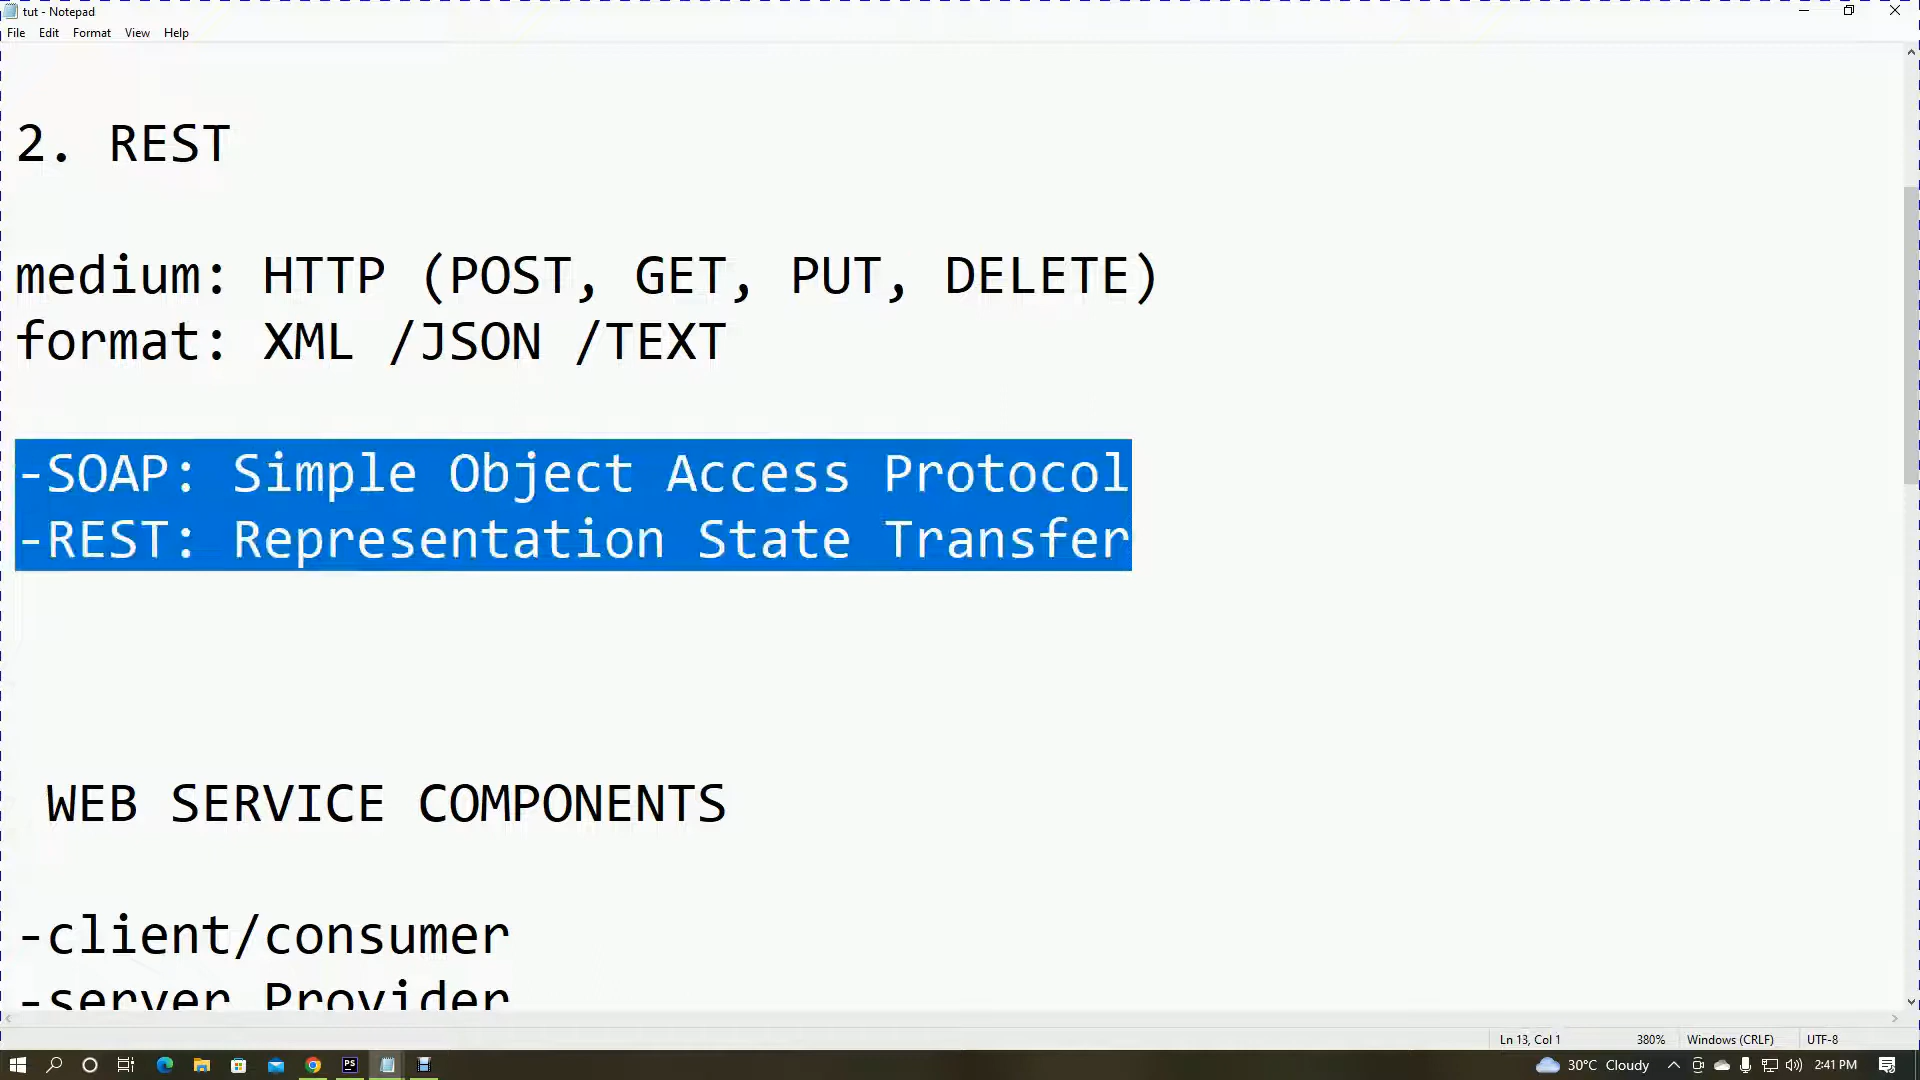 tut - Notepad
File Edit Format View Help
2. REST
medium: HTTP (POST, GET, PUT, DELETE)
format: XML /JSON /TEXT
-SOAP: Simple Object Access Protocol
-REST: Representation State Transfer
WEB SERVICE COMPONENTS
-client/consumer
-server Provider
Ln 13, Col 1 380% Windows (CRLF) UTF-8
PS 30°C Cloudy 2:41 PM